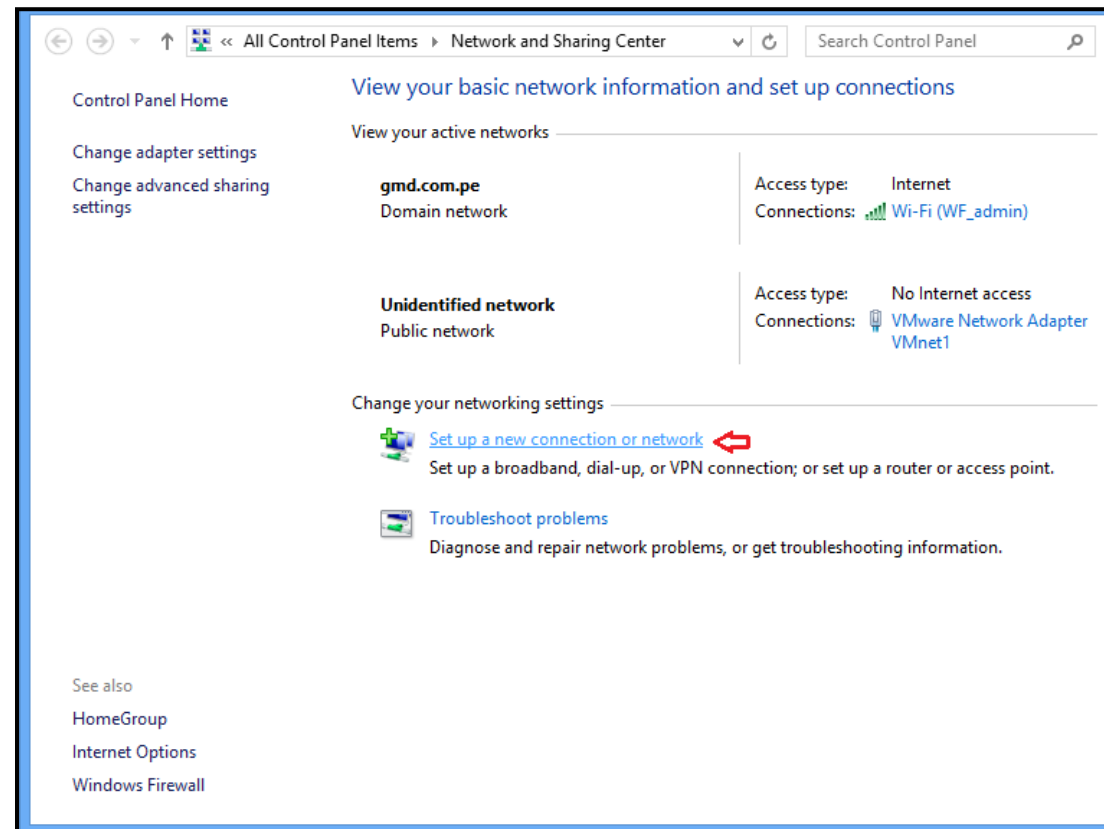 « All Control Panel Items Network and Sharing Center
Search Control Panel
Control Panel Home
Change adapter settings
Change advanced sharing
settings
View your basic network information and set up connections
View your active networks
gmd.com.pe
Domain network
Access type: Internet
Connections: Wi-Fi (WF_admin)
Unidentified network
Public network
Access type: No Internet access
Connections: VMware Network Adapter
VMnet1
Change your networking settings
Set up a new connection or network
Set up a broadband, dial-up, or VPN connection; or set up a router or access point.
Troubleshoot problems
Diagnose and repair network problems, or get troubleshooting information.
See also
HomeGroup
Internet Options
Windows Firewall